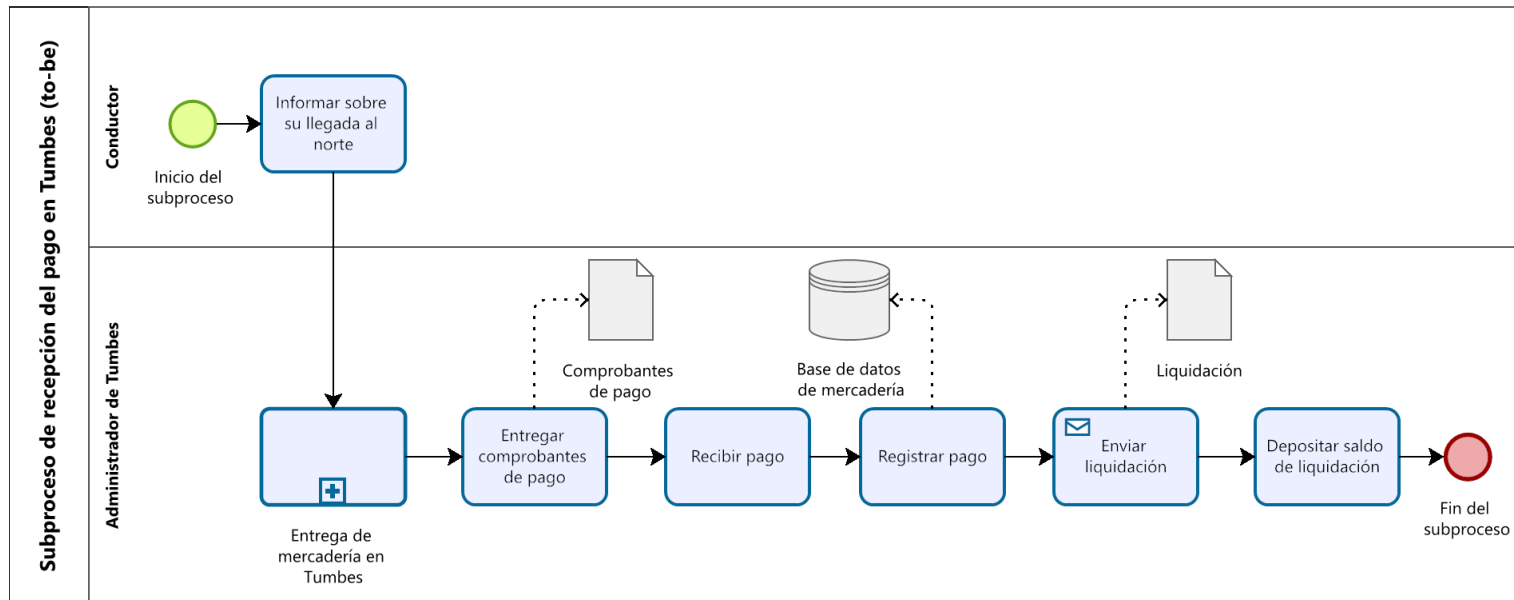 Subproceso de recepción del pago en Tumbes (to-be)
Conductor
Informar sobre
su llegada al
norte
Inicio del
subproceso
Administrador de Tumbes
Comprobantes
de pago
Base de datos
de mercadería
Liquidación
Entregar
comprobantes
de pago
Recibir pago
Registrar pago
Enviar
liquidación
Depositar saldo
de liquidación
Entrega de
mercadería en
Tumbes
Fin del
subproceso